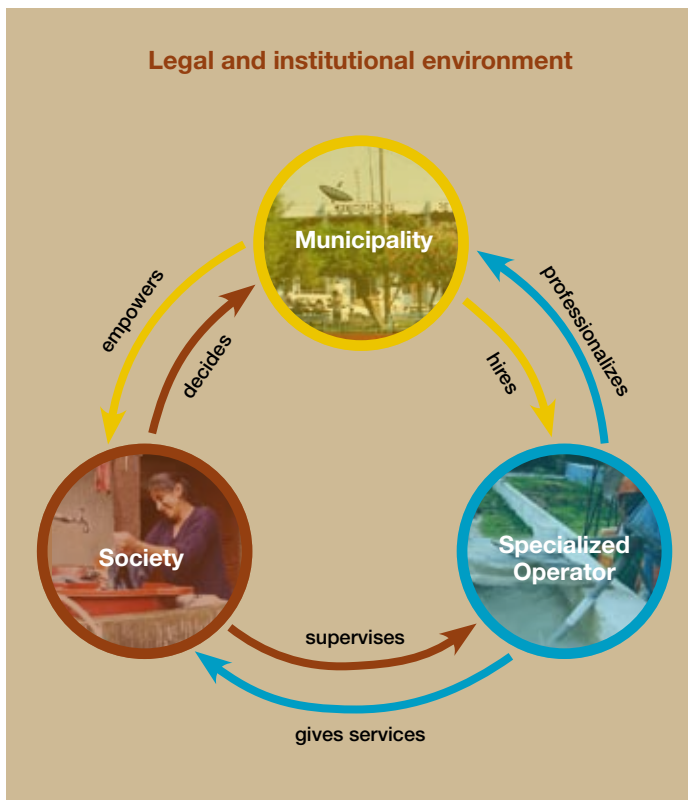 Legal and institutional environment
Municipality
empowers
decides
professionalizes
hires
Society
Specialized
Operator
supervises
gives services